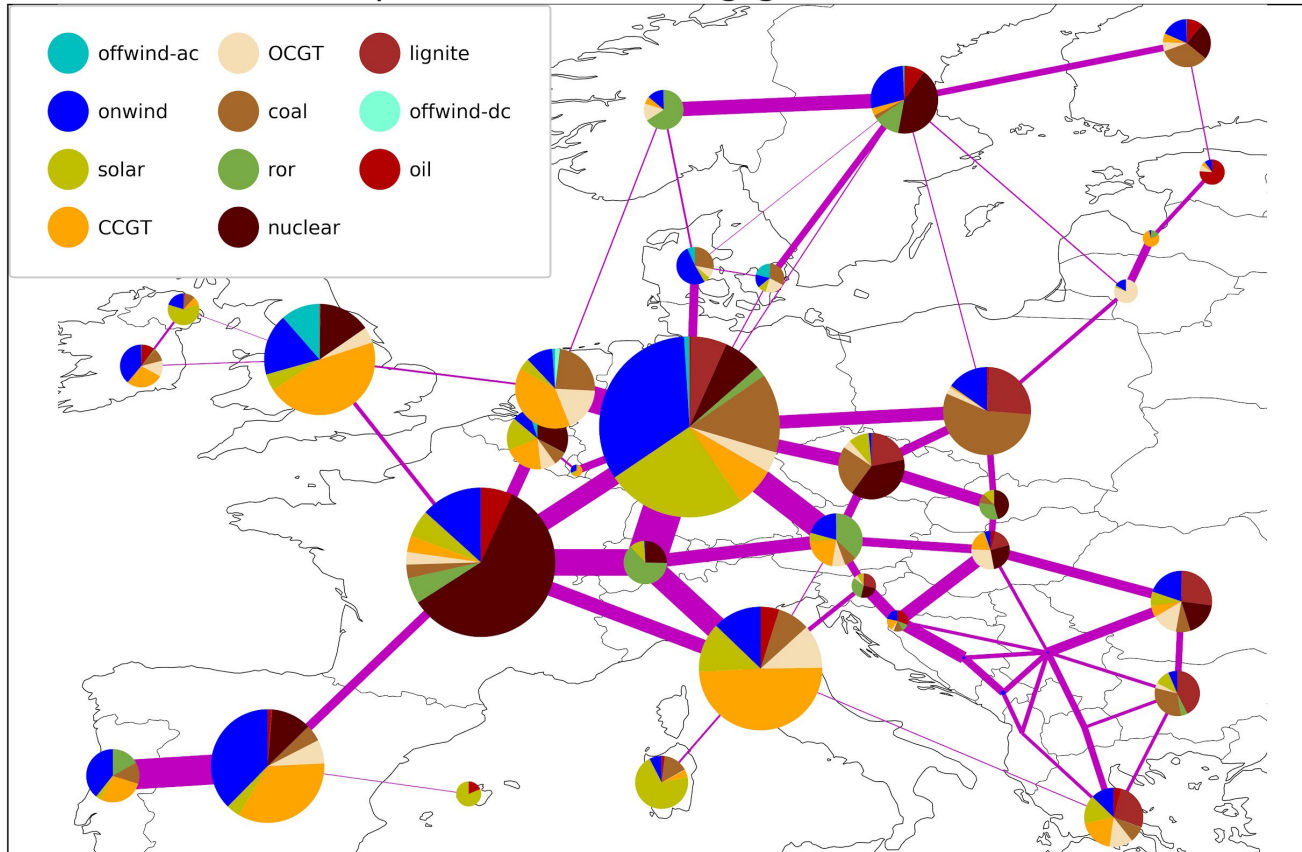 offwind-ac OCGT lignite
onwind coal offwind-dc
solar ror oil
CCGT nuclear